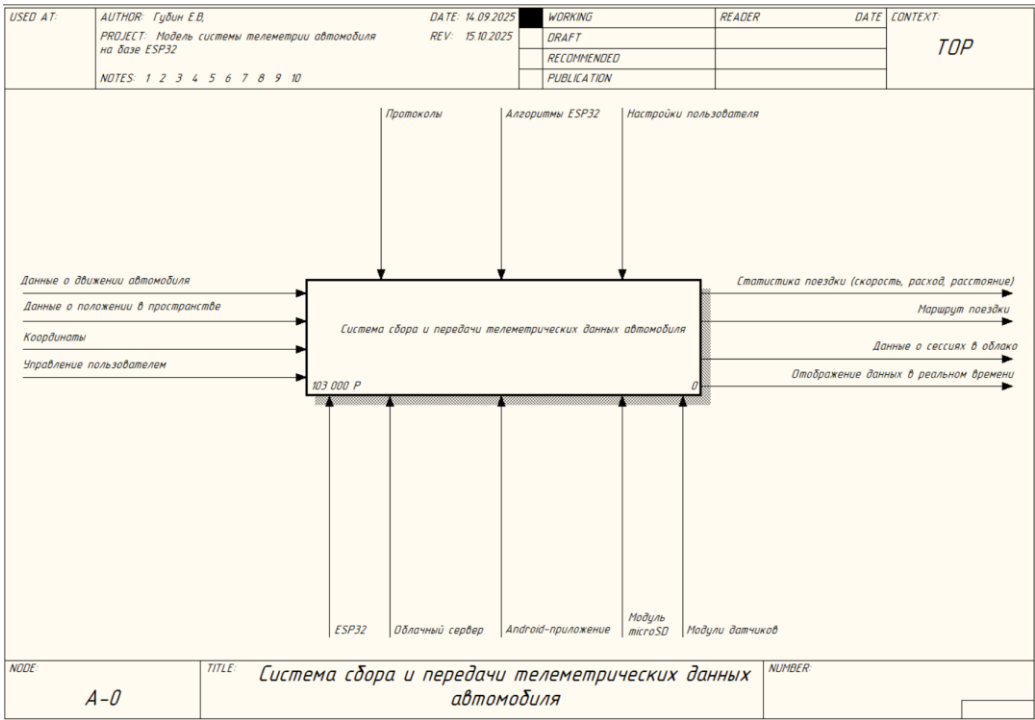 USED AT:
AUTHOR: Губин Е.В,
DATE: 14.09.2025
PROJECT: Модель системы телеметрии автомобиля
на базе ESP32
REV: 15.10.2025
NOTES: 1 2 3 4 5 6 7 8 9 10
WORKING
DRAFT
RECOMMENDED
PUBLICATION
READER DATE
CONTEXT:
TOP
Протоколы
Алгоритмы ESP32
Настройки пользователя
Данные о движении автомобиля
Данные о положении в пространстве
Координаты
Управление пользователем
Система сбора и передачи телеметрических данных автомобиля
103 000 Р
0
Статистика поездки (скорость, расход, расстояние)
Маршрут поездки
Данные о сессиях в облако
Отображение данных в реальном времени
ESP32
Облачный сервер
Android-приложение
Модуль
microSD
Модули датчиков
NODE:
A-0
TITLE:
Система сбора и передачи телеметрических данных
автомобиля
NUMBER: